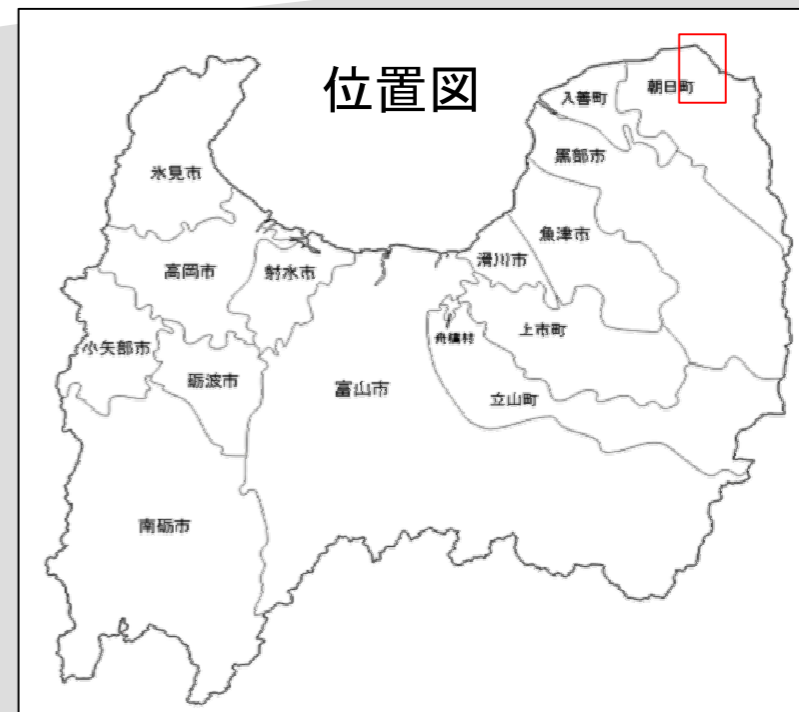 位置図
朝日町
入善町
黒部市
氷見市
魚津市
滑川市
高岡市
射水市
上市町
舟橋村
小矢部市
砺波市
富山市
立山町
南砺市